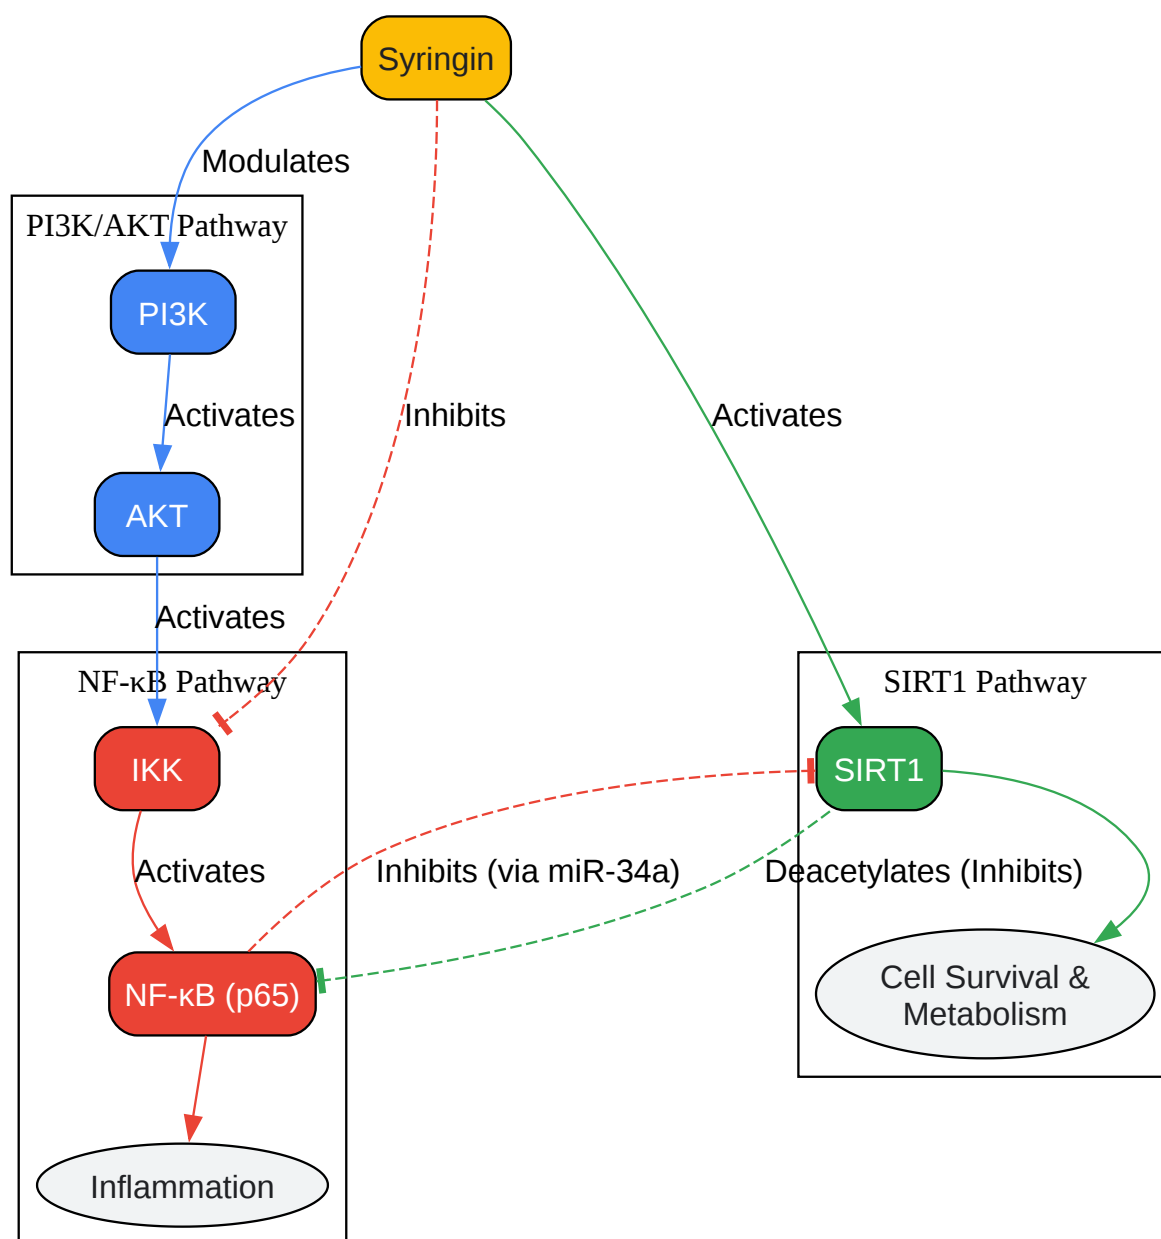 Syringin
Modulates
PI3K/AKT Pathway
PI3K
Activates
Inhibits
Activates
AKT
Activates
NF-κB Pathway
SIRT1 Pathway
IKK
SIRT1
Activates
Inhibits (via miR-34a)
Deacetylates (Inhibits)
NF-κB (p65)
Cell Survival &
Metabolism
Inflammation